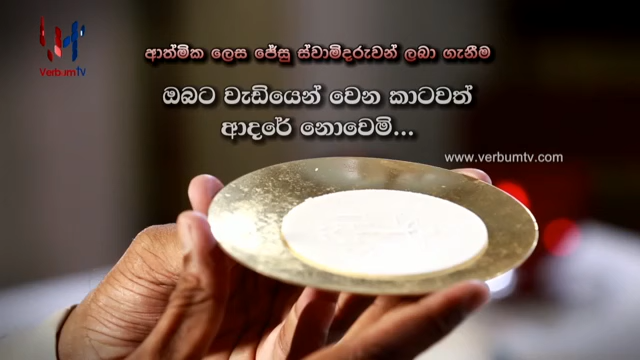 VerbumTV
ආත්මික ලෙස ජේසු ස්වාමිදරුවන් ලබා ගැනීම
ඔබට වැඩියෙන් වෙන කාටවත්
ආදරේ නොවෙමි...
www.verbumtv.com